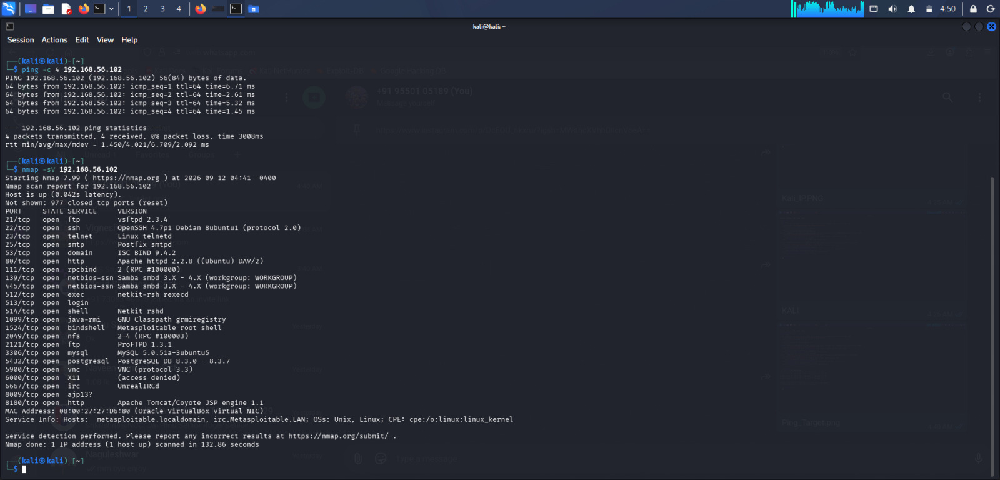 1 2 3 4 4:50
kali@kali: ~
Session Actions Edit View Help
┌──(kali㉿kali)-[~]
└─$ ping -c 4 192.168.56.102
PING 192.168.56.102 (192.168.56.102) 56(84) bytes of data.
64 bytes from 192.168.56.102: icmp_seq=1 ttl=64 time=6.71 ms
64 bytes from 192.168.56.102: icmp_seq=2 ttl=64 time=2.61 ms
64 bytes from 192.168.56.102: icmp_seq=3 ttl=64 time=5.32 ms
64 bytes from 192.168.56.102: icmp_seq=4 ttl=64 time=1.45 ms
+91 95501 05189 (You)
--- 192.168.56.102 ping statistics ---
4 packets transmitted, 4 received, 0% packet loss, time 3008ms
rtt min/avg/max/mdev = 1.450/4.021/6.709/2.092 ms
┌──(kali㉿kali)-[~]
└─$ nmap -sV 192.168.56.102
Starting Nmap 7.99 ( https://nmap.org ) at 2026-09-12 04:41 -0400
Nmap scan report for 192.168.56.102
Host is up (0.042s latency).
Not shown: 977 closed tcp ports (reset)
PORT STATE SERVICE VERSION
21/tcp open ftp vsftpd 2.3.4
22/tcp open ssh OpenSSH 4.7p1 Debian 8ubuntu1 (protocol 2.0)
23/tcp open telnet Linux telnetd
25/tcp open smtp Postfix smtpd
53/tcp open domain ISC BIND 9.4.2
80/tcp open http Apache httpd 2.2.8 ((Ubuntu) DAV/2)
111/tcp open rpcbind 2 (RPC #100000)
139/tcp open netbios-ssn Samba smbd 3.X - 4.X (workgroup: WORKGROUP)
445/tcp open netbios-ssn Samba smbd 3.X - 4.X (workgroup: WORKGROUP)
512/tcp open exec netkit-rsh rexecd
513/tcp open login
514/tcp open shell Netkit rshd
1099/tcp open java-rmi GNU Classpath grmiregistry
1524/tcp open bindshell Metasploitable root shell
2049/tcp open nfs 2-4 (RPC #100003)
2121/tcp open ftp ProFTPD 1.3.1
3306/tcp open mysql MySQL 5.0.51a-3ubuntu5
5432/tcp open postgresql PostgreSQL DB 8.3.0 - 8.3.7
5900/tcp open vnc VNC (protocol 3.3)
6000/tcp open X11 (access denied)
6667/tcp open irc UnrealIRCd
8009/tcp open ajp13?
8180/tcp open http Apache Tomcat/Coyote JSP engine 1.1
MAC Address: 08:00:27:27:D6:80 (Oracle VirtualBox virtual NIC)
Service Info: Hosts: metasploitable.localdomain, irc.Metasploitable.LAN; OSs: Unix, Linux; CPE: cpe:/o:linux:linux_kernel
Service detection performed. Please report any incorrect results at https://nmap.org/submit/ .
Nmap done: 1 IP address (1 host up) scanned in 132.86 seconds
┌──(kali㉿kali)-[~]
└─$
Kali_IP.PNG
KALI
Ping_Target.png
Naguleshwar
Type a message